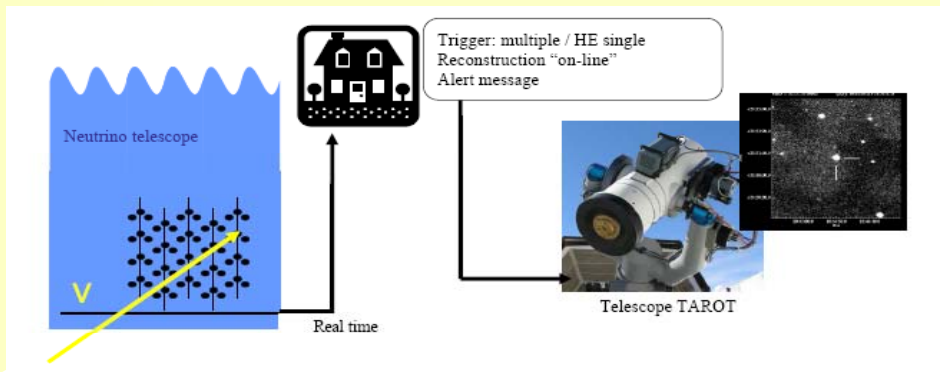 Trigger: multiple / HE single
Reconstruction “on-line”
Alert message
Neutrino telescope
ν
Real time
Telescope TAROT